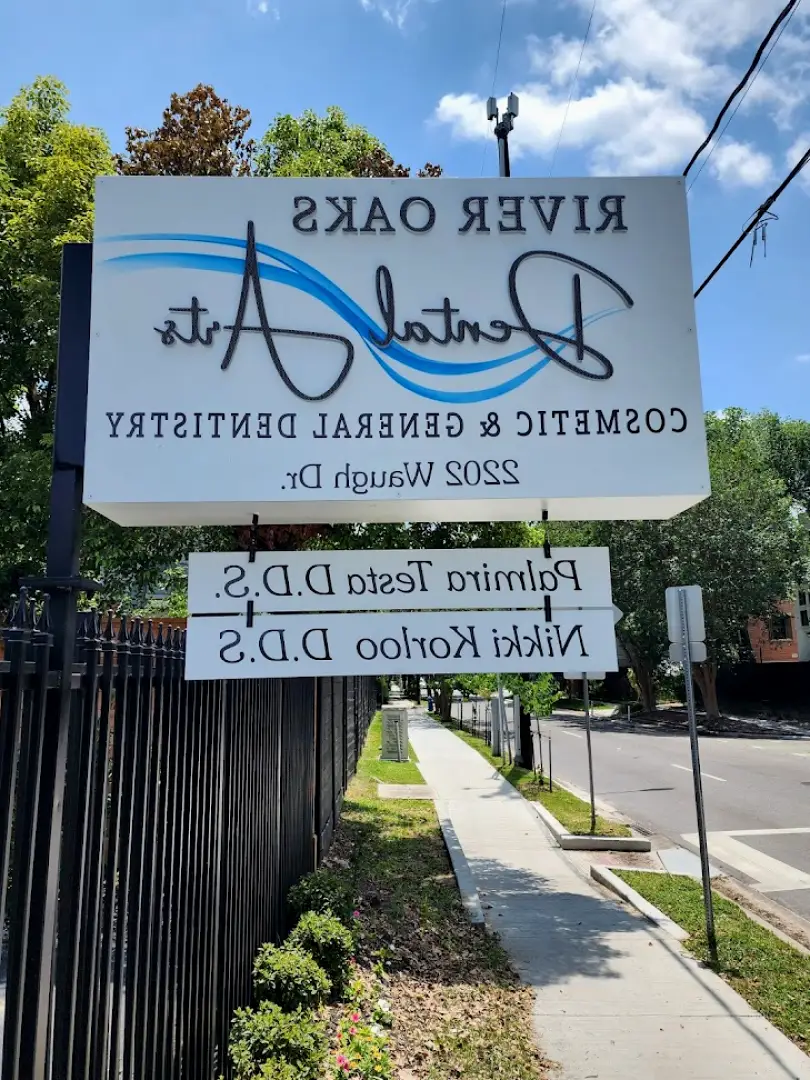 RIVER OAKS
Dental Arts
COSMETIC & GENERAL DENTISTRY
2202 Waugh Dr.
Palmira Testa D.D.S.
Nikki Korloo D.D.S